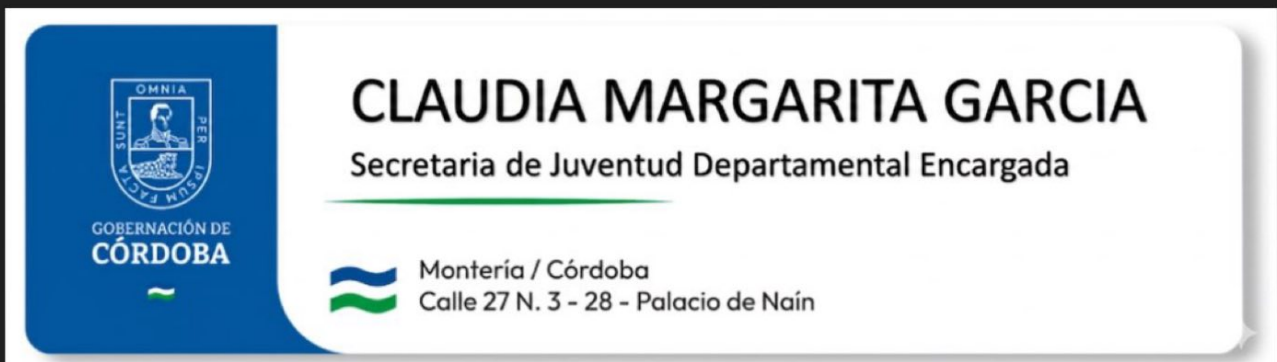 OMNIA
SUNT
PER
IPSUM FACTA
GOBERNACIÓN DE
CÓRDOBA
CLAUDIA MARGARITA GARCIA
Secretaria de Juventud Departamental Encargada
Montería / Córdoba
Calle 27 N. 3 - 28 - Palacio de Naín